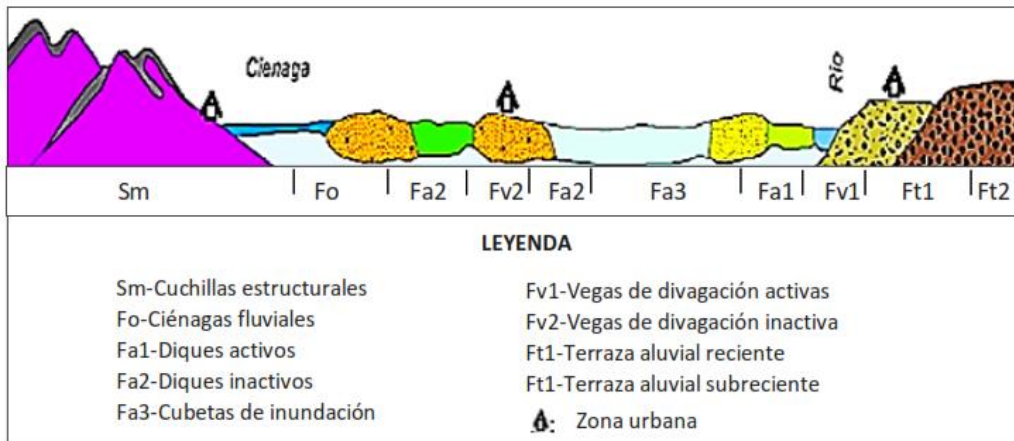 Cienaga
Rio
Sm Fo Fa2 Fv2 Fa2 Fa3 Fa1 Fv1 Ft1 Ft2
LEYENDA
Sm-Cuchillas estructurales
Fo-Ciénagas fluviales
Fa1-Diques activos
Fa2-Diques inactivos
Fa3-Cubetas de inundación
Fv1-Vegas de divagación activas
Fv2-Vegas de divagación inactiva
Ft1-Terraza aluvial reciente
Ft1-Terraza aluvial subreciente
: Zona urbana